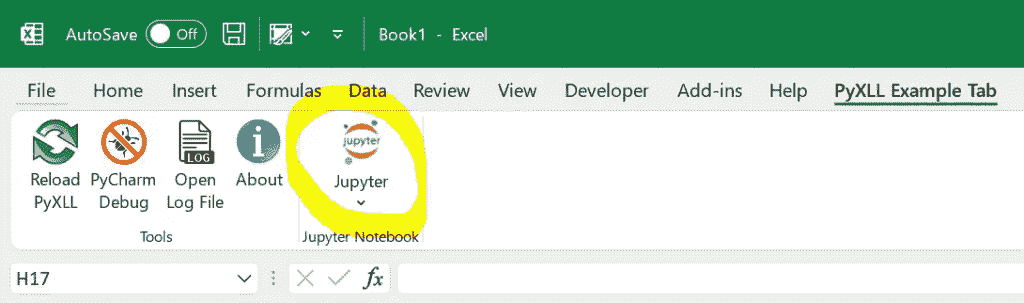 AutoSave Off Book1 - Excel
File Home Insert Formulas Data Review View Developer Add-ins Help PyXLL Example Tab
LOG jupyter
Reload PyCharm Open About Jupyter
PyXLL Debug Log File
Tools Jupyter Notebook
H17 fx